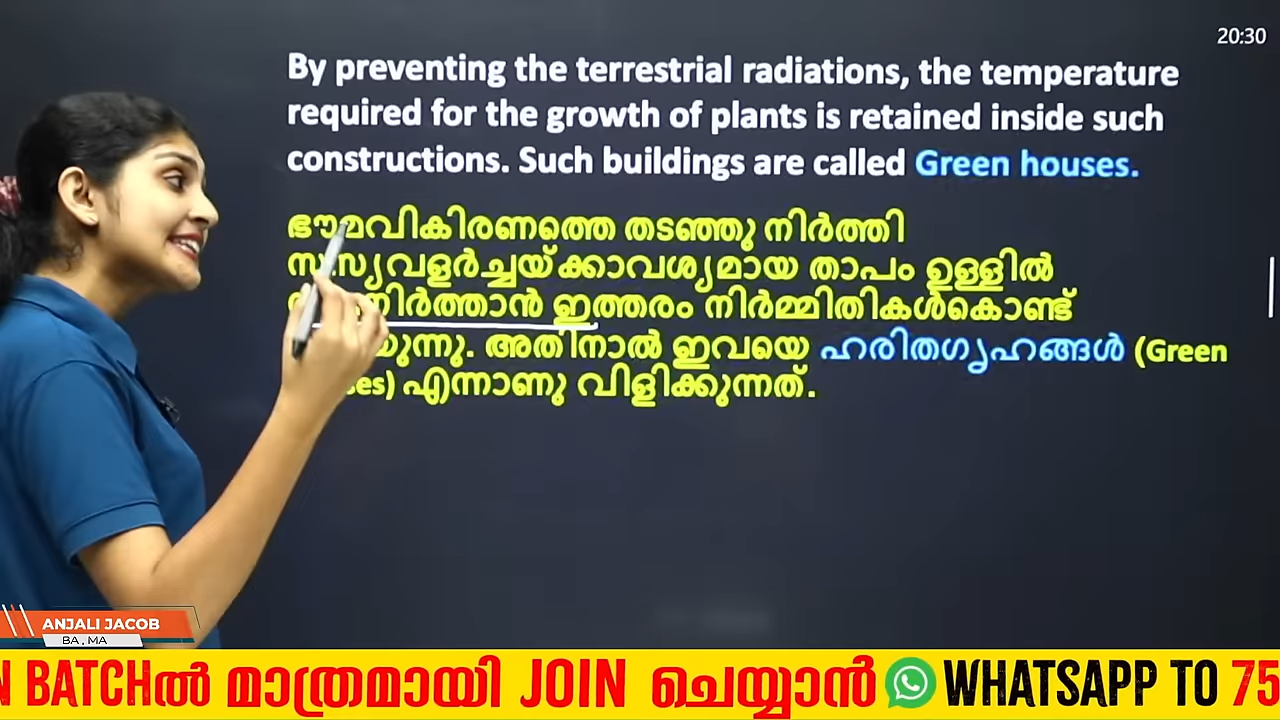 20:30
By preventing the terrestrial radiations, the temperature
required for the growth of plants is retained inside such
constructions. Such buildings are called Green houses.
ഭൗമവികിരണത്തെ തടഞ്ഞു നിർത്തി
സസ്യവളർച്ചയ്ക്കാവശ്യമായ താപം ഉള്ളിൽ
ഇത്തരം നിർമ്മിതികൾകൊണ്ട്
അതിനാൽ ഇവയെ ഹരിതഗൃഹങ്ങൾ (Green
എന്നാണു വിളിക്കുന്നത്.
ANJALI JACOB
BA , MA
BATCHൽ മാത്രമായി JOIN ചെയ്യാൻ WHATSAPP TO 75